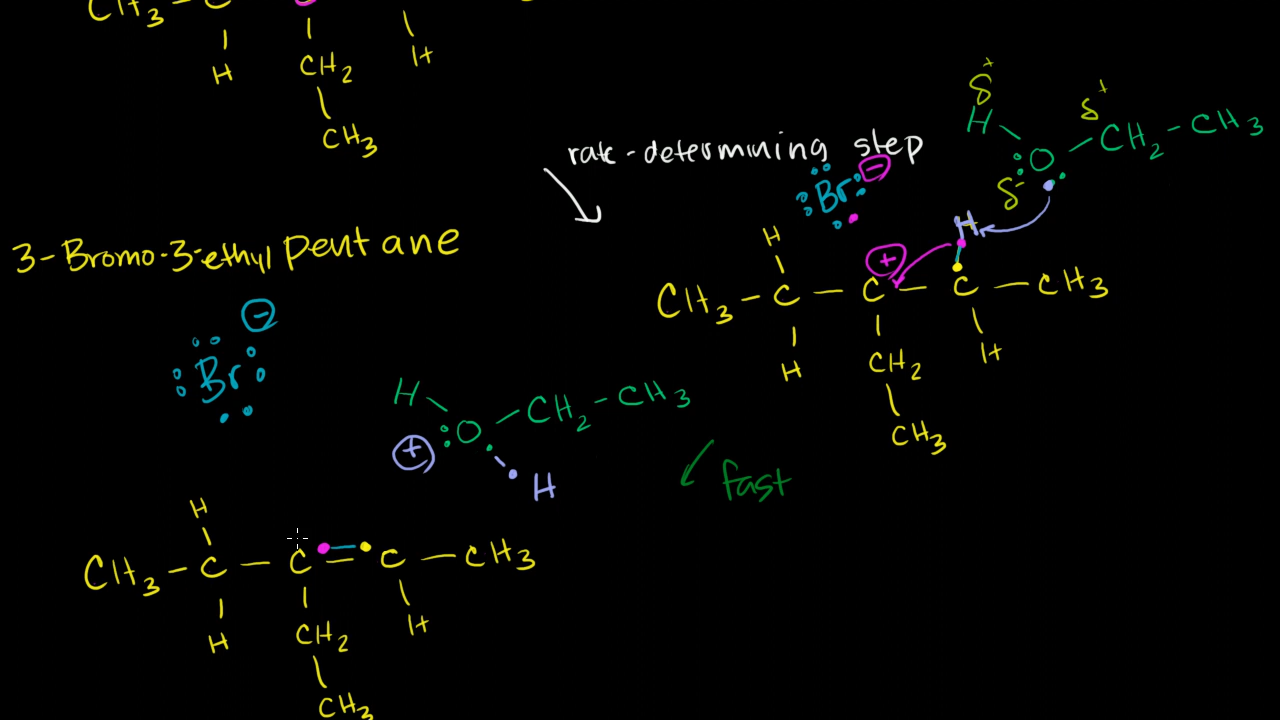 CH3 – C
H
CH2
H
CH3
rate-determining step
δ+
H
O
δ+
CH2 – CH3
δ-
:Br: ⊖
H
H
+
CH3 – C – C – C – CH3
H
CH2
H
CH3
3-Bromo-3-ethyl pentane
:Br: ⊖
H
:O – CH2 – CH3
+
H
fast
H
CH3 – C – C = C – CH3
H
CH2
H
CH3